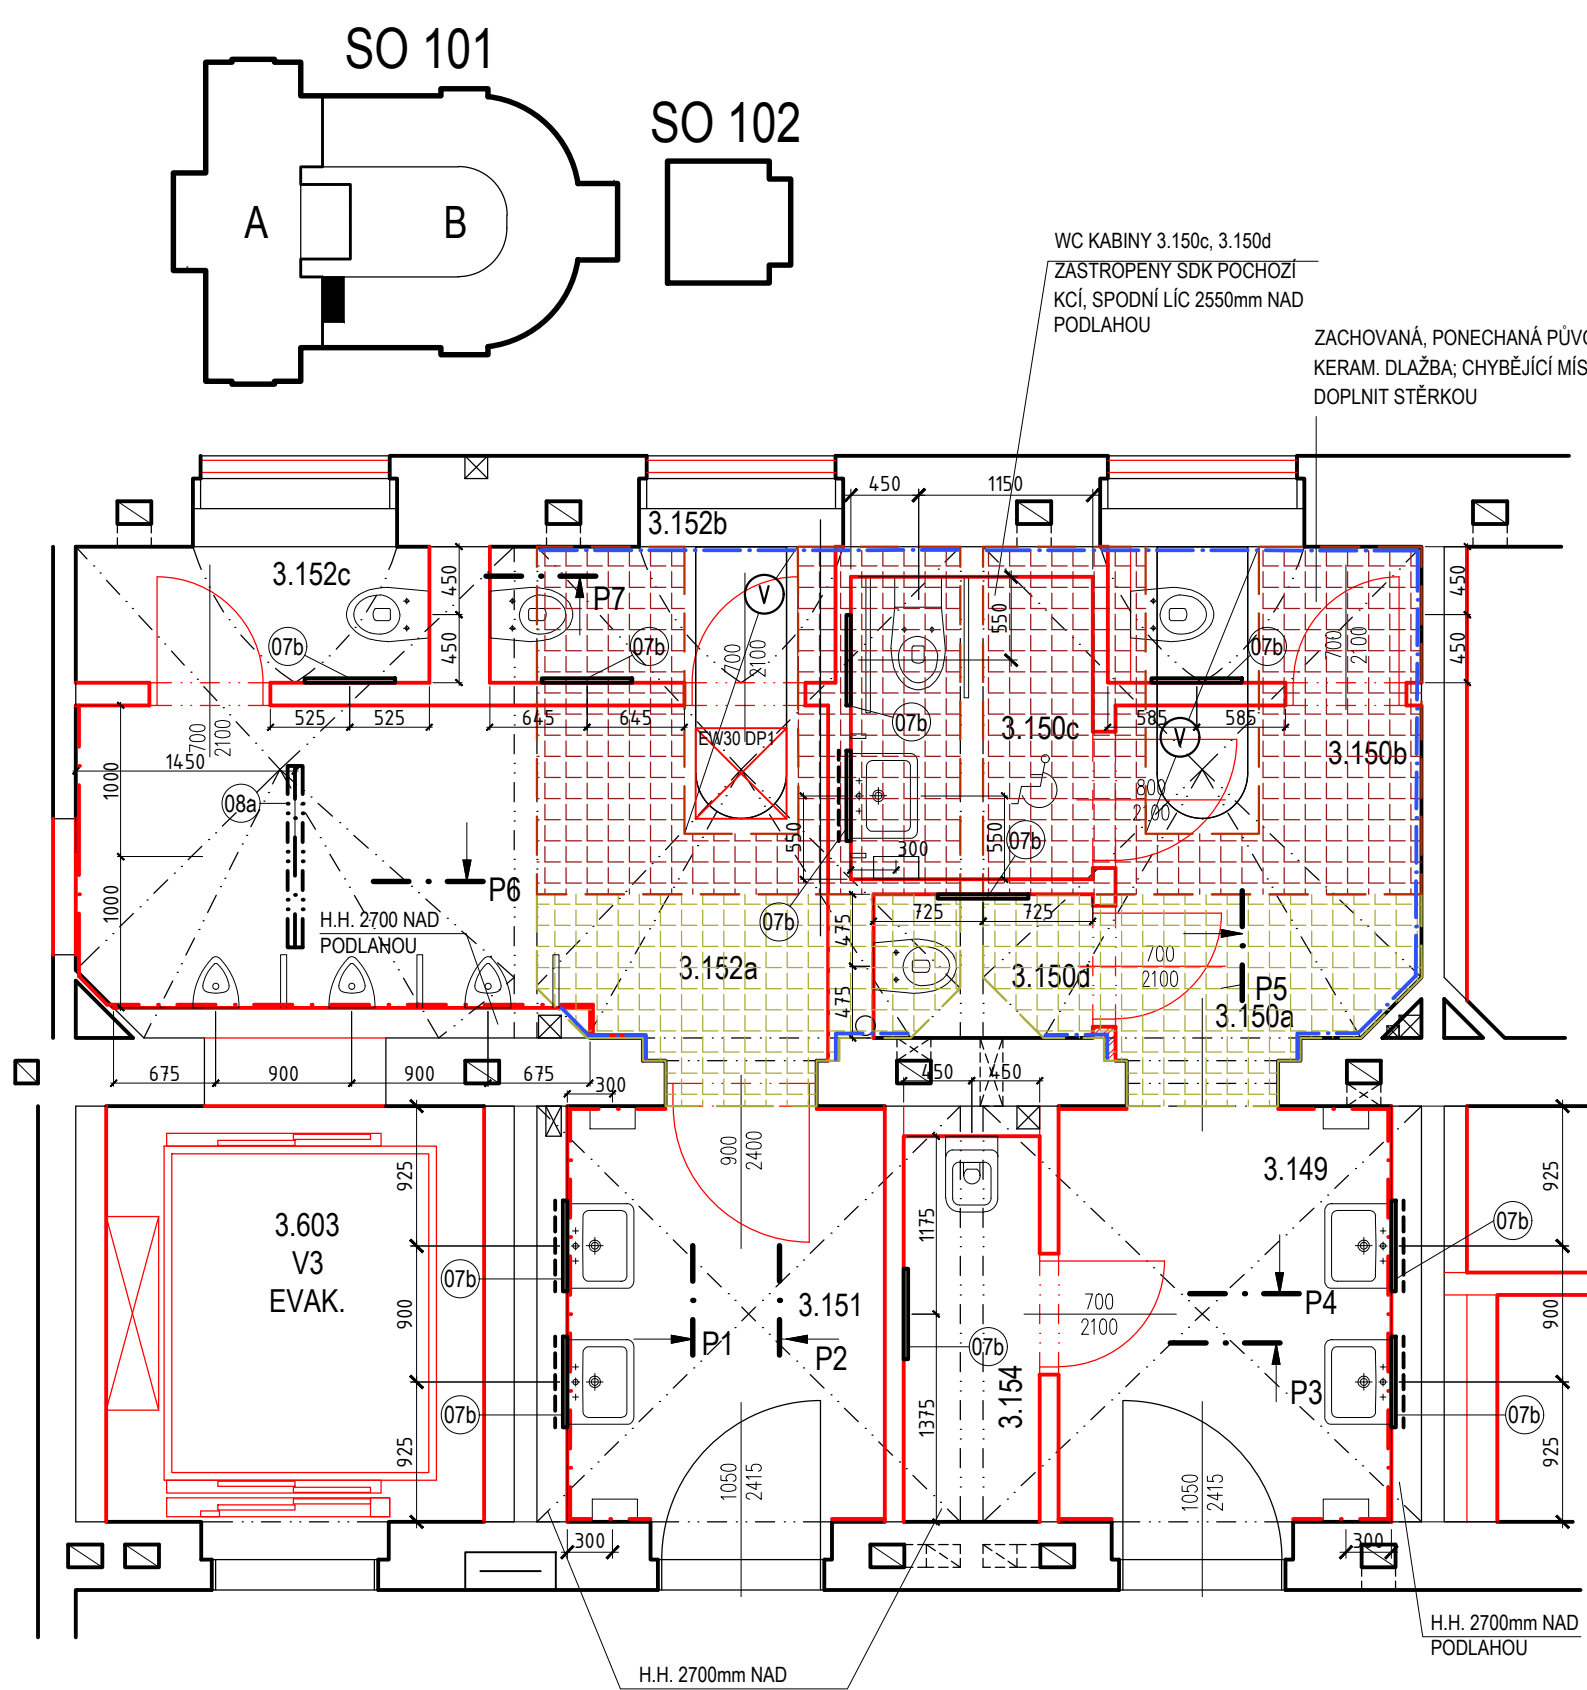 SO 101
SO 102
A
B
WC KABINY 3.150c, 3.150d
ZASTROPENY SDK POCHOZÍ
KCÍ, SPODNÍ LÍC 2550mm NAD
PODLAHOU
ZACHOVANÁ, PONECHANÁ PŮVO
KERAM. DLAŽBA; CHYBĚJÍCÍ MÍS
DOPLNIT STĚRKOU
450
1150
3.152b
3.152c
450
450
P7
V
07b
07b
700
2100
550
07b
700
2100
450
450
525
525
645
645
07b
3.150c
585
585
V
3.150b
700
2100
1450
EW30 DP1
1000
08a
800
2100
550
550
07b
300
P6
1000
H.H. 2700 NAD
PODLAHOU
07b
725
725
475
475
3.152a
3.150d
700
2100
P5
3.150a
675
900
900
675
300
450
450
900
2400
925
3.149
925
1175
3.603
V3
EVAK.
07b
07b
3.151
900
700
2100
P4
900
P1
P2
07b
P3
3.154
07b
1375
07b
925
1050
2415
1050
2415
925
300
300
H.H. 2700mm NAD
PODLAHOU
H.H. 2700mm NAD